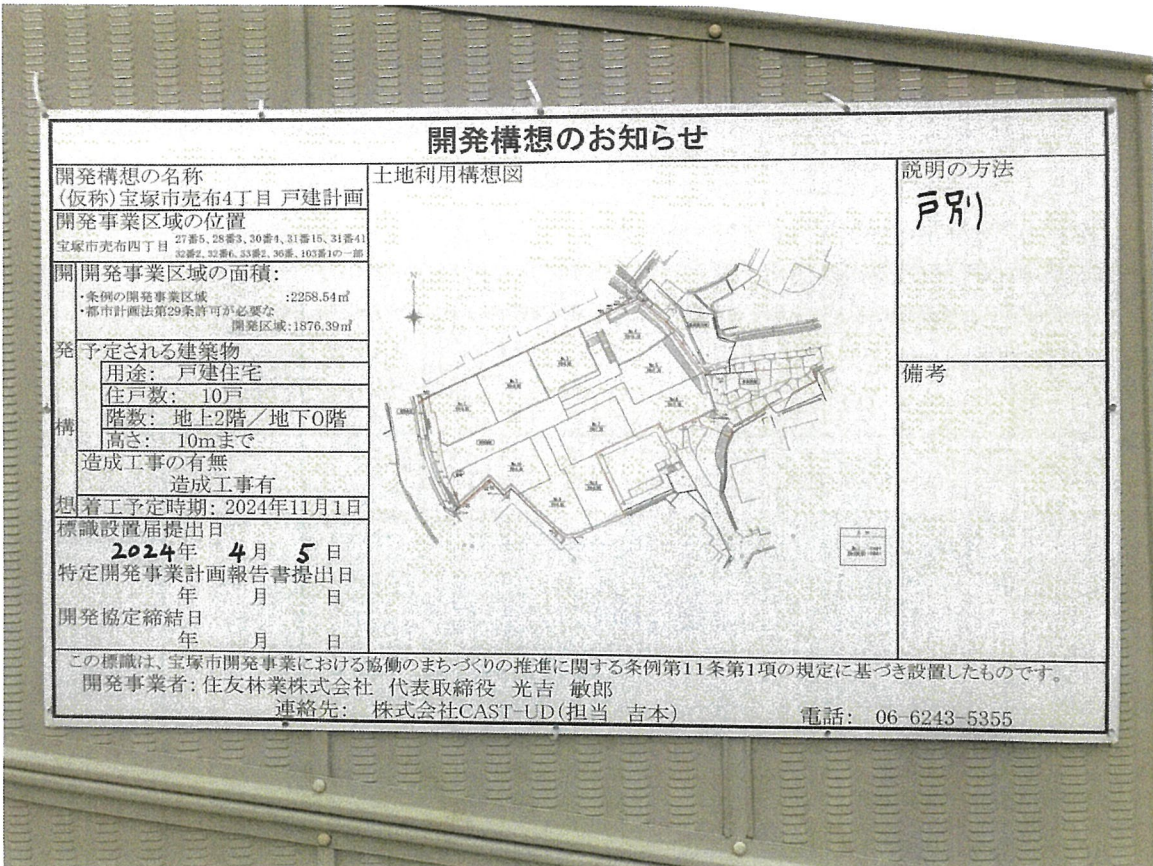 開発構想のお知らせ
開発構想の名称
(仮称)宝塚市売布4丁目 戸建計画
開発事業区域の位置
宝塚市売布四丁目 27番5、28番3、30番4、31番15、31番41
32番2、32番6、33番2、36番、103番1の一部
開発構想
開発事業区域の面積:
・条例の開発事業区域 :2258.54㎡
・都市計画法第29条許可が必要な
開発区域:1876.39㎡
予定される建築物
用途: 戸建住宅
住戸数: 10戸
階数: 地上2階/地下0階
高さ: 10mまで
造成工事の有無
造成工事有
着工予定時期: 2024年11月1日
標識設置届提出日
2024年 4月 5日
特定開発事業計画報告書提出日
年 月 日
開発協定締結日
年 月 日
土地利用構想図
N
説明の方法
戸別
備考
この標識は、宝塚市開発事業における協働のまちづくりの推進に関する条例第11条第1項の規定に基づき設置したものです。
開発事業者: 住友林業株式会社 代表取締役 光吉 敏郎
連絡先: 株式会社CAST-UD(担当 吉本) 電話: 06-6243-5355